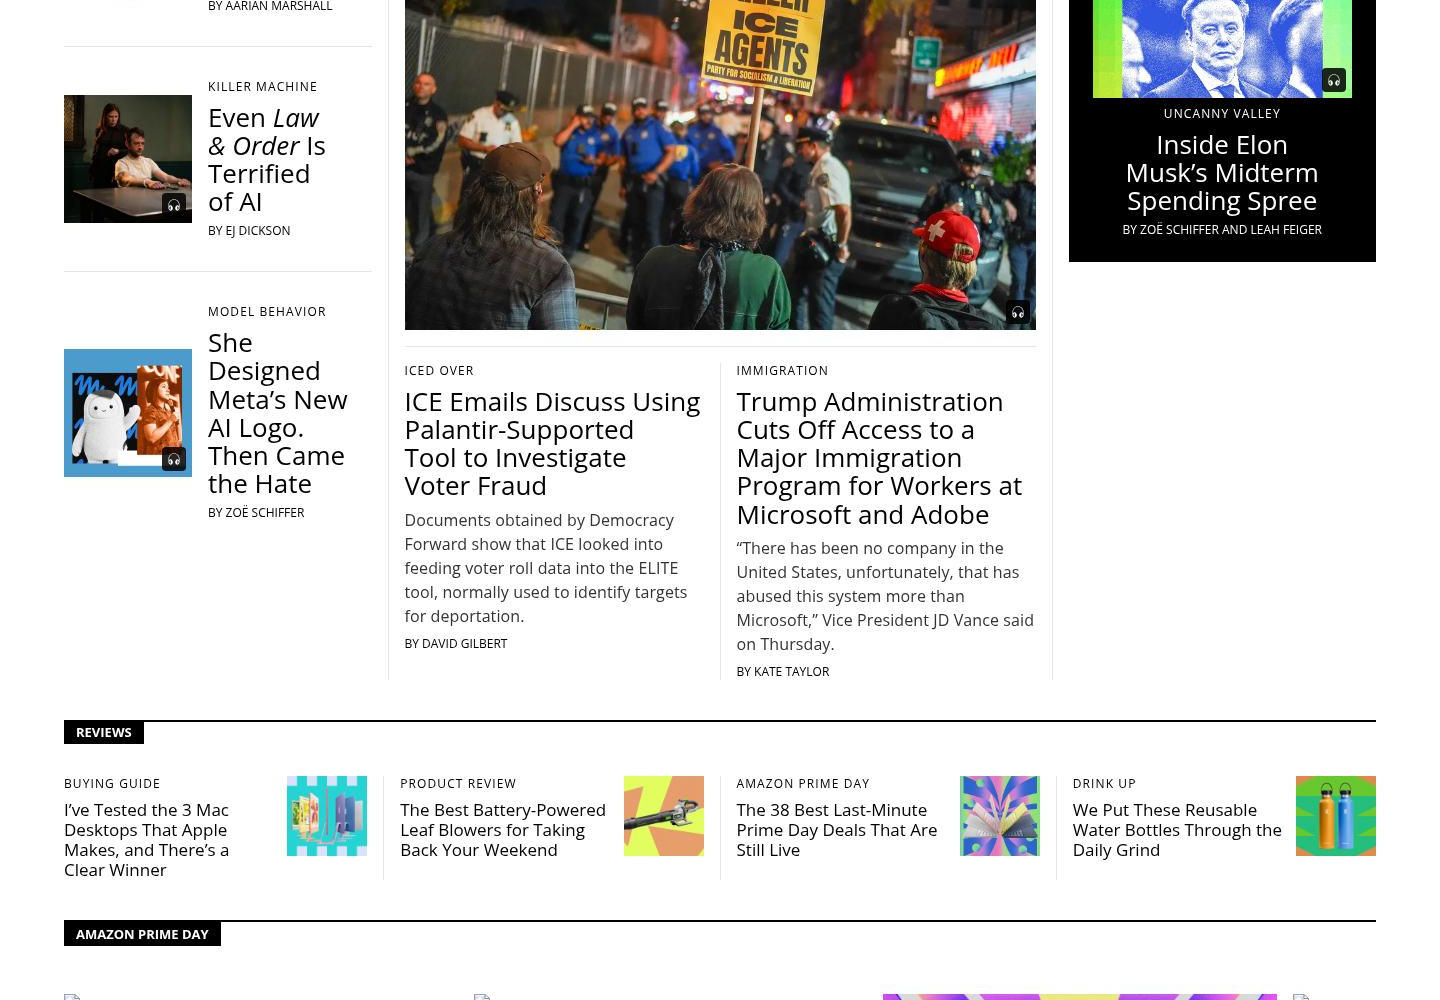 BY AARIAN MARSHALL
KILLER MACHINE
Even Law
& Order Is
Terrified
of AI
BY EJ DICKSON
MODEL BEHAVIOR
She
Designed
Meta’s New
AI Logo.
Then Came
the Hate
BY ZOË SCHIFFER
ICE
AGENTS
PARTY FOR SOCIALISM & LIBERATION
ICED OVER
ICE Emails Discuss Using
Palantir-Supported
Tool to Investigate
Voter Fraud
Documents obtained by Democracy
Forward show that ICE looked into
feeding voter roll data into the ELITE
tool, normally used to identify targets
for deportation.
BY DAVID GILBERT
IMMIGRATION
Trump Administration
Cuts Off Access to a
Major Immigration
Program for Workers at
Microsoft and Adobe
“There has been no company in the
United States, unfortunately, that has
abused this system more than
Microsoft,” Vice President JD Vance said
on Thursday.
BY KATE TAYLOR
UNCANNY VALLEY
Inside Elon
Musk’s Midterm
Spending Spree
BY ZOË SCHIFFER AND LEAH FEIGER
REVIEWS
BUYING GUIDE
I’ve Tested the 3 Mac
Desktops That Apple
Makes, and There’s a
Clear Winner
PRODUCT REVIEW
The Best Battery-Powered
Leaf Blowers for Taking
Back Your Weekend
AMAZON PRIME DAY
The 38 Best Last-Minute
Prime Day Deals That Are
Still Live
DRINK UP
We Put These Reusable
Water Bottles Through the
Daily Grind
AMAZON PRIME DAY